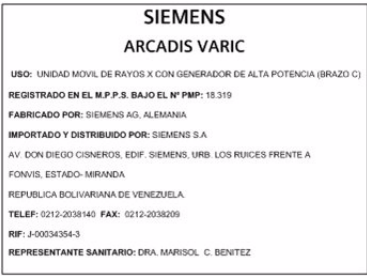 SIEMENS
ARCADIS VARIC
USO: UNIDAD MOVIL DE RAYOS X CON GENERADOR DE ALTA POTENCIA (BRAZO C)
REGISTRADO EN EL M.P.P.S. BAJO EL Nº PMP: 18.319
FABRICADO POR: SIEMENS AG, ALEMANIA
IMPORTADO Y DISTRIBUIDO POR: SIEMENS S.A
AV. DON DIEGO CISNEROS, EDIF. SIEMENS, URB. LOS RUICES FRENTE A
FONVIS, ESTADO- MIRANDA
REPUBLICA BOLIVARIANA DE VENEZUELA.
TELEF: 0212-2038140 FAX: 0212-2038209
RIF: J-00034354-3
REPRESENTANTE SANITARIO: DRA. MARISOL C. BENITEZ